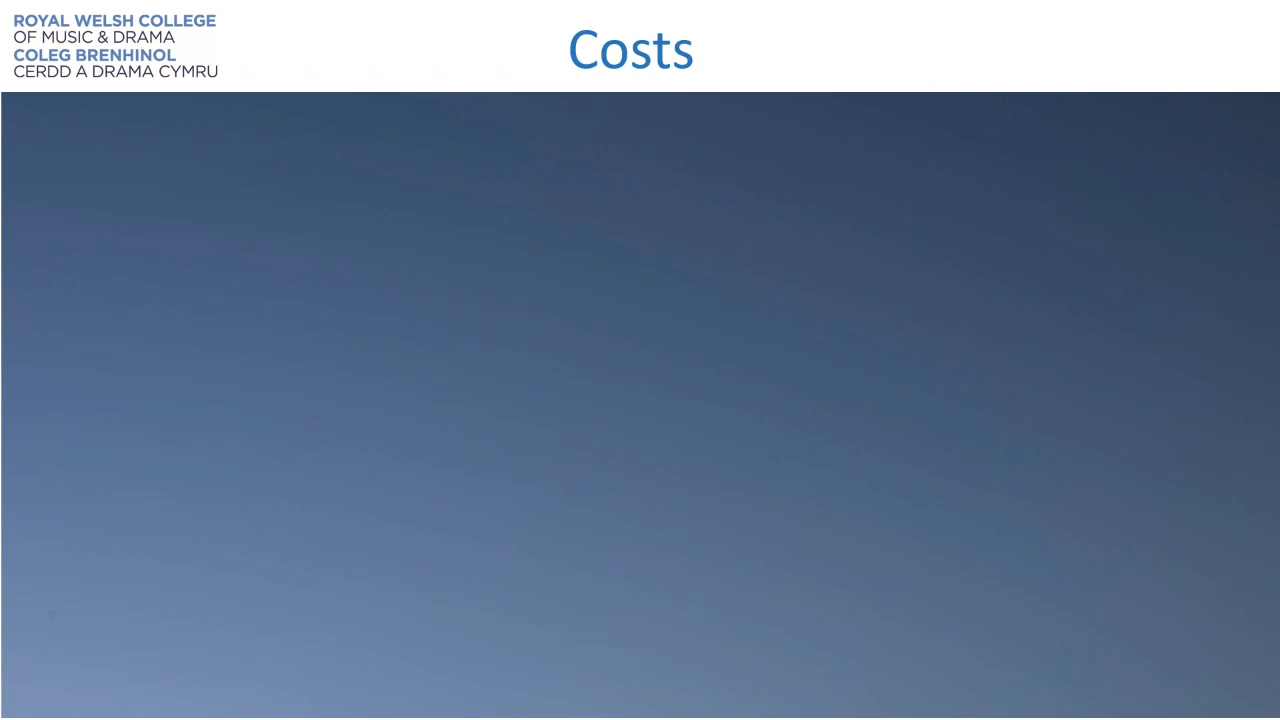 ROYAL WELSH COLLEGE
OF MUSIC & DRAMA
COLEG BRENHINOL
CERDD A DRAMA CYMRU
Costs